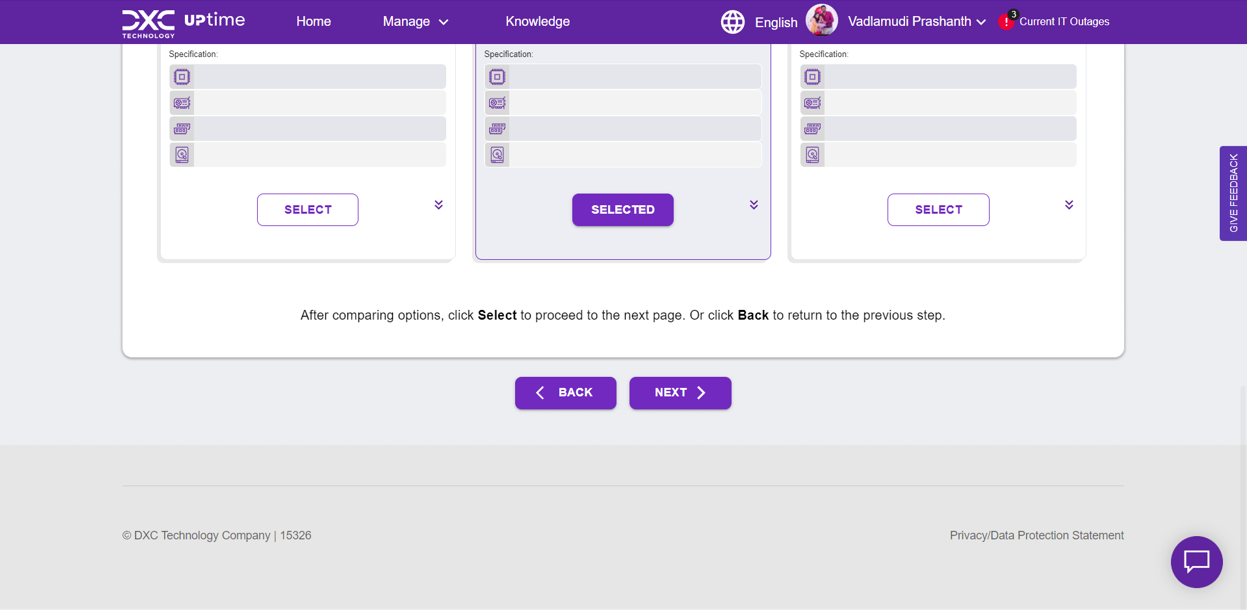 DXC TECHNOLOGY UPtime Home Manage Knowledge English Vadlamudi Prashanth 3 ! Current IT Outages
Specification: Specification: Specification:
SELECT SELECTED SELECT
GIVE FEEDBACK
After comparing options, click Select to proceed to the next page. Or click Back to return to the previous step.
BACK NEXT
© DXC Technology Company | 15326 Privacy/Data Protection Statement